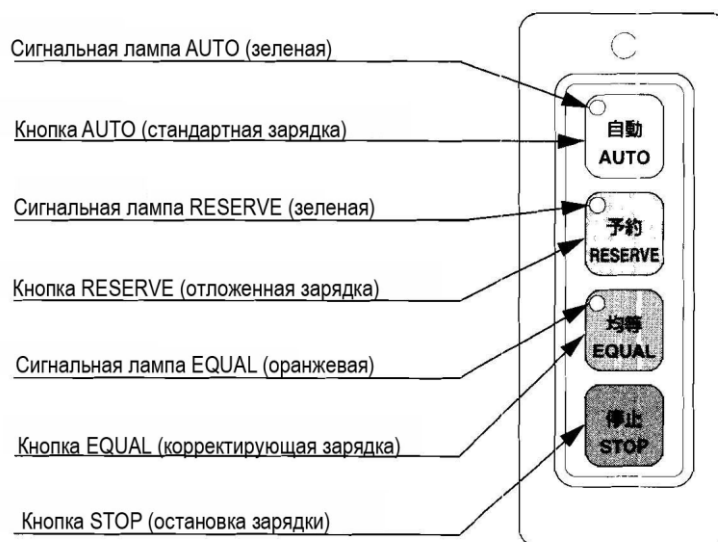 Сигнальная лампа AUTO (зеленая)
Кнопка AUTO (стандартная зарядка)
Сигнальная лампа RESERVE (зеленая)
Кнопка RESERVE (отложенная зарядка)
Сигнальная лампа EQUAL (оранжевая)
Кнопка EQUAL (корректирующая зарядка)
Кнопка STOP (остановка зарядки)
自動
AUTO
予約
RESERVE
均等
EQUAL
停止
STOP